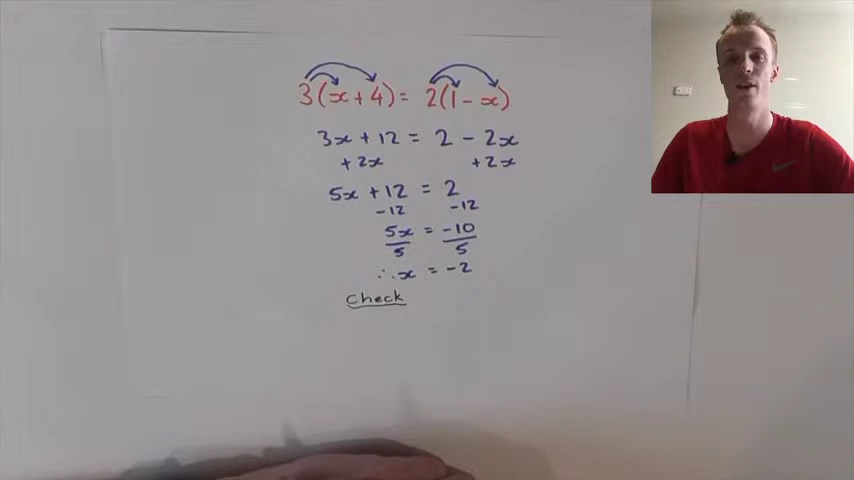 3(x+4) = 2(1-x)
3x + 12 = 2 - 2x
+2x +2x
5x + 12 = 2
-12 -12
5x = -10
5 5
∴ x = -2
Check